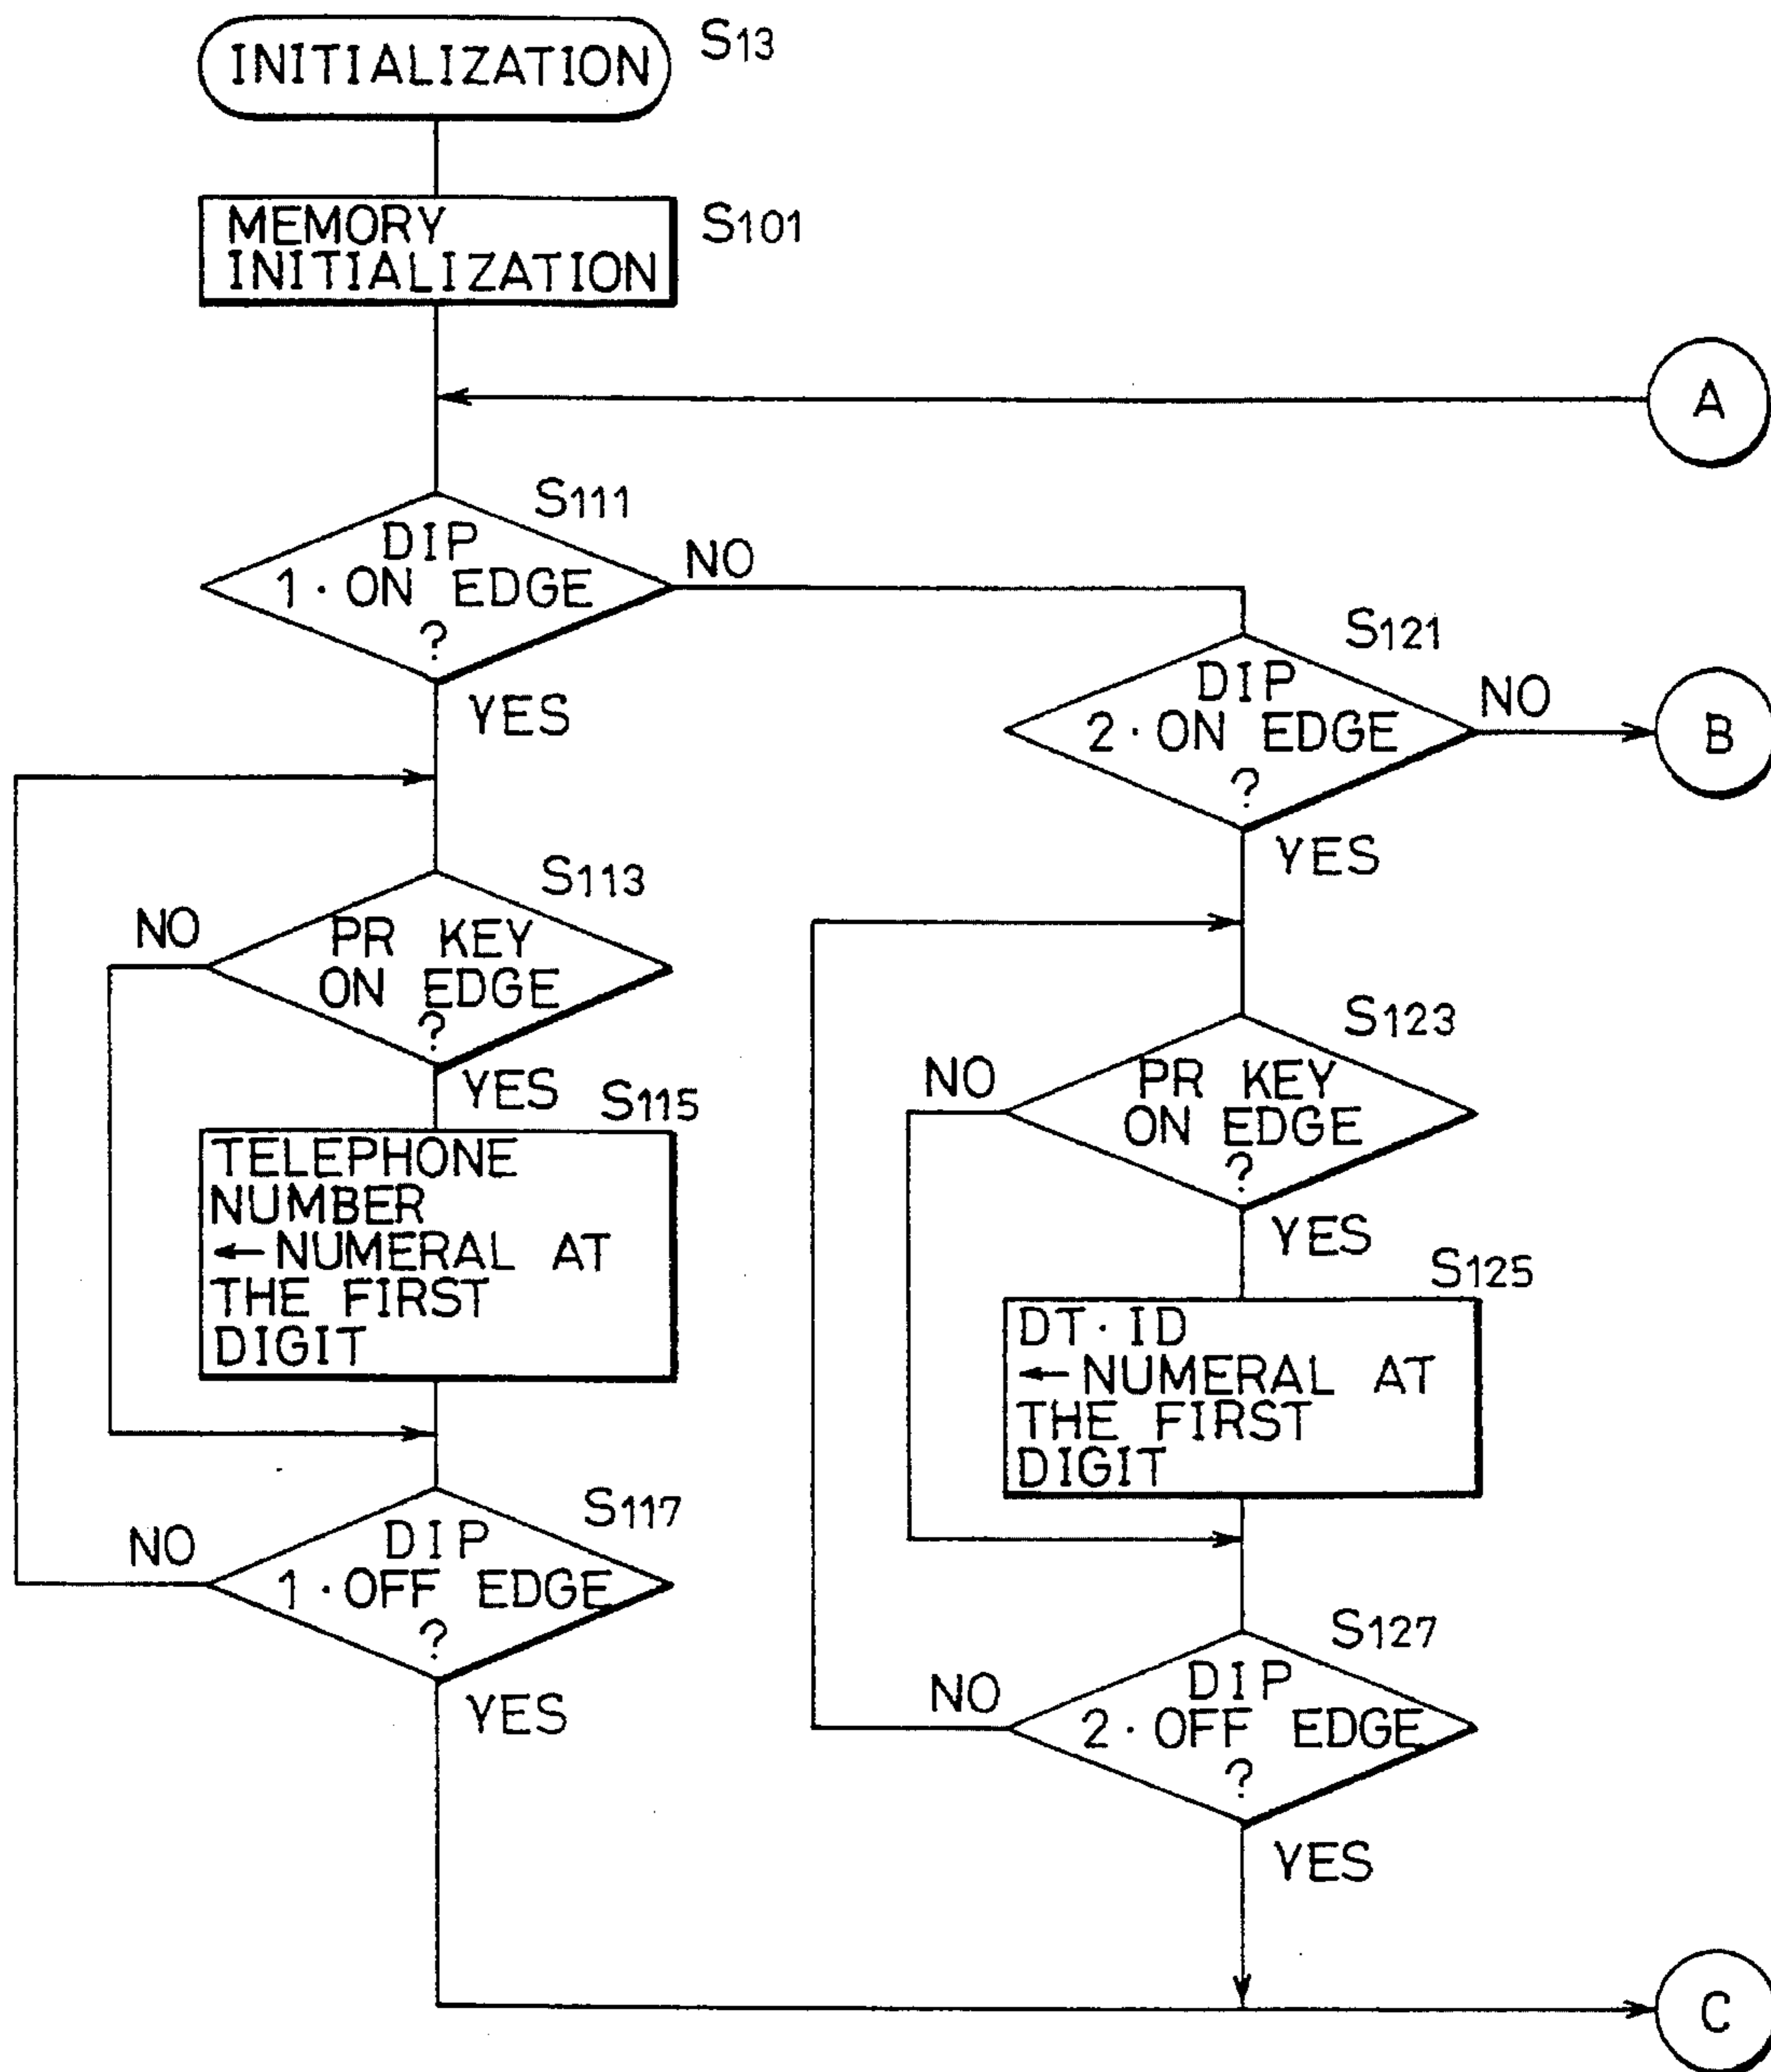 INITIALIZATION
S13
MEMORY
INITIALIZATION
S101
A
S111
DIP
1·ON EDGE
?
NO
YES
S121
DIP
2·ON EDGE
?
NO
B
YES
S113
PR KEY
ON EDGE
?
NO
YES
S115
TELEPHONE
NUMBER
←NUMERAL AT
THE FIRST
DIGIT
S123
PR KEY
ON EDGE
?
NO
YES
S125
DT·ID
←NUMERAL AT
THE FIRST
DIGIT
S117
DIP
1·OFF EDGE
?
NO
YES
S127
DIP
2·OFF EDGE
?
NO
YES
C